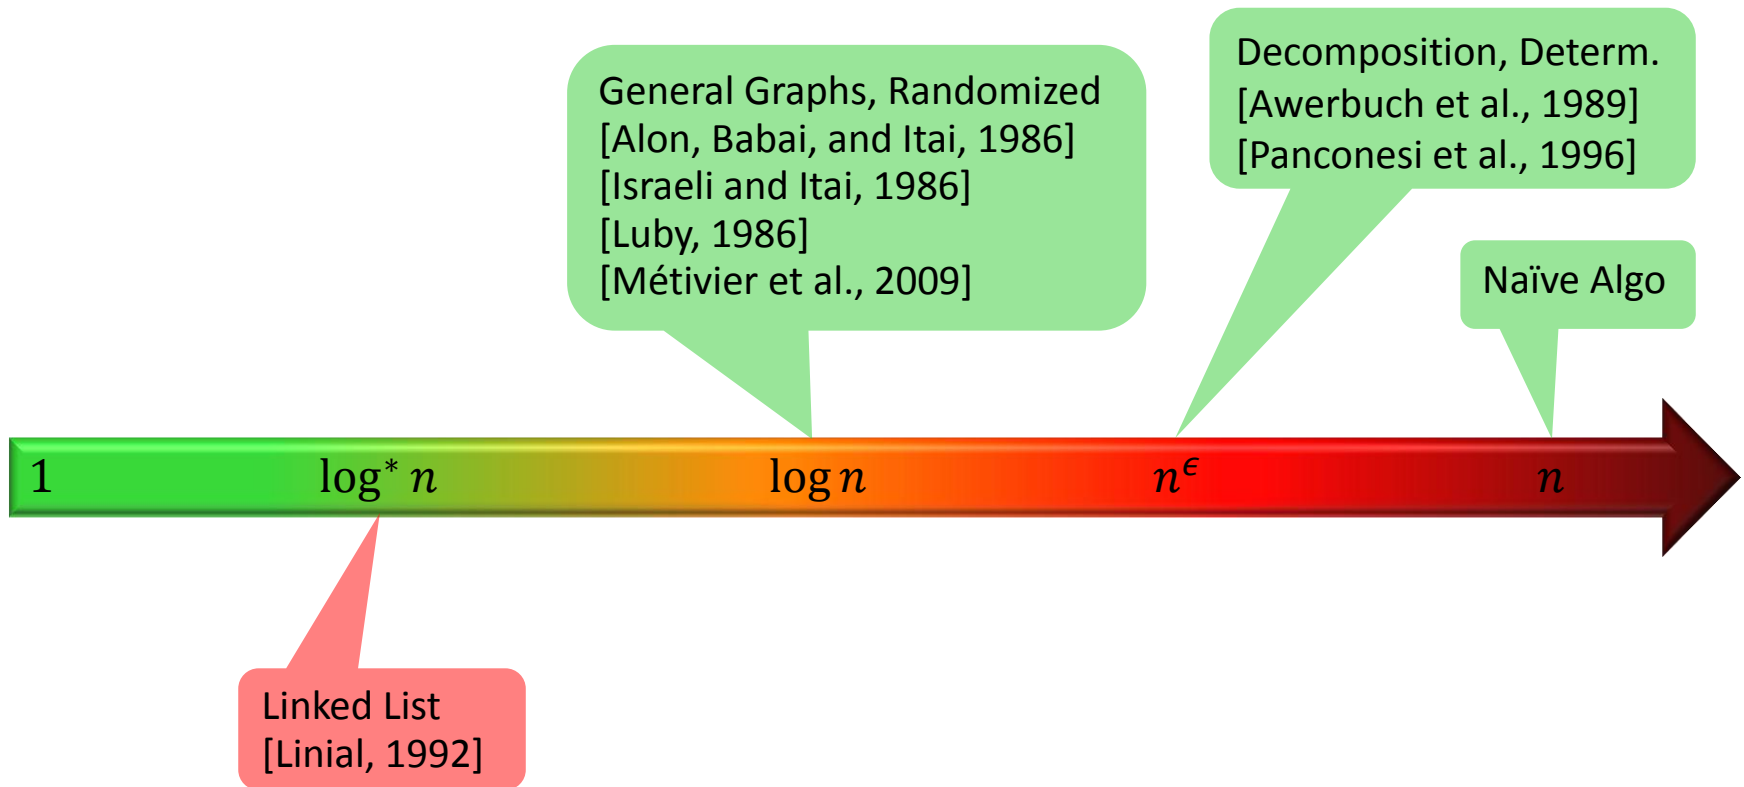 General Graphs, Randomized
[Alon, Babai, and Itai, 1986]
[Israeli and Itai, 1986]
[Luby, 1986]
[Métivier et al., 2009]
Decomposition, Determ.
[Awerbuch et al., 1989]
[Panconesi et al., 1996]
Naïve Algo
1
log* n
log n
n^ϵ
n
Linked List
[Linial, 1992]